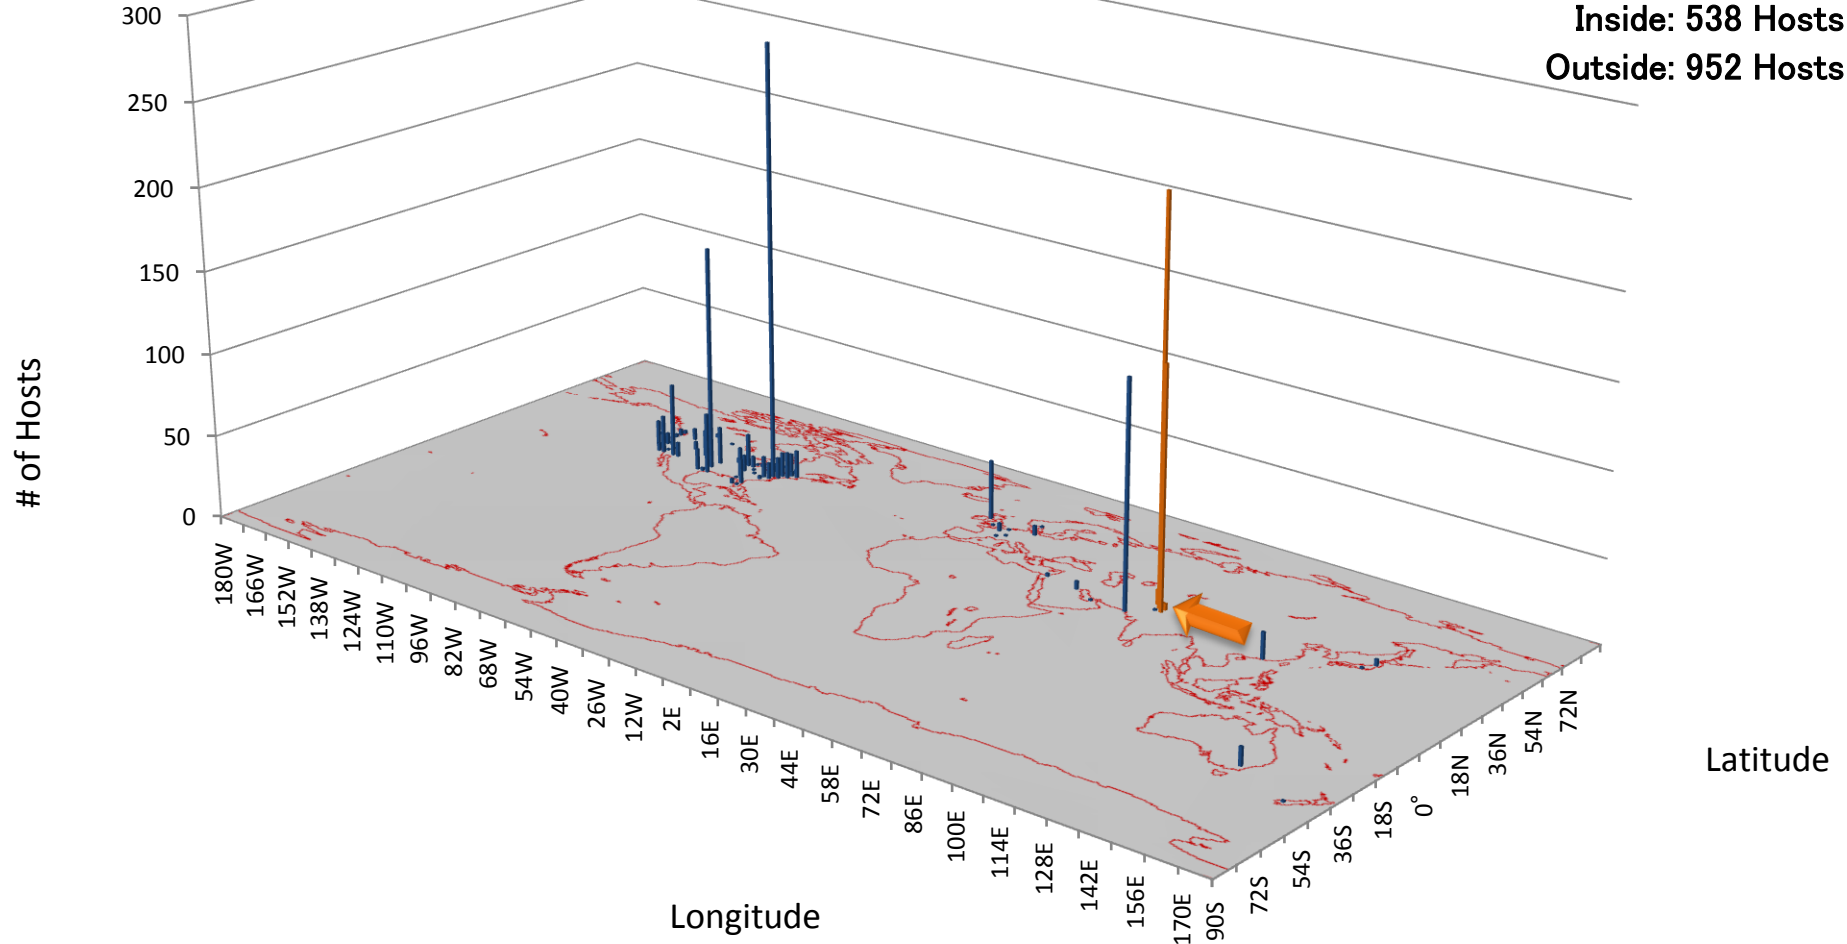 Inside: 538 Hosts
Outside: 952 Hosts
300
250
200
150
100
50
0
# of Hosts
180W
166W
152W
138W
124W
110W
96W
82W
68W
54W
40W
26W
12W
2E
16E
30E
44E
58E
72E
86E
100E
114E
128E
142E
156E
170E
Longitude
90S
72S
54S
36S
18S
0°
18N
36N
54N
72N
Latitude